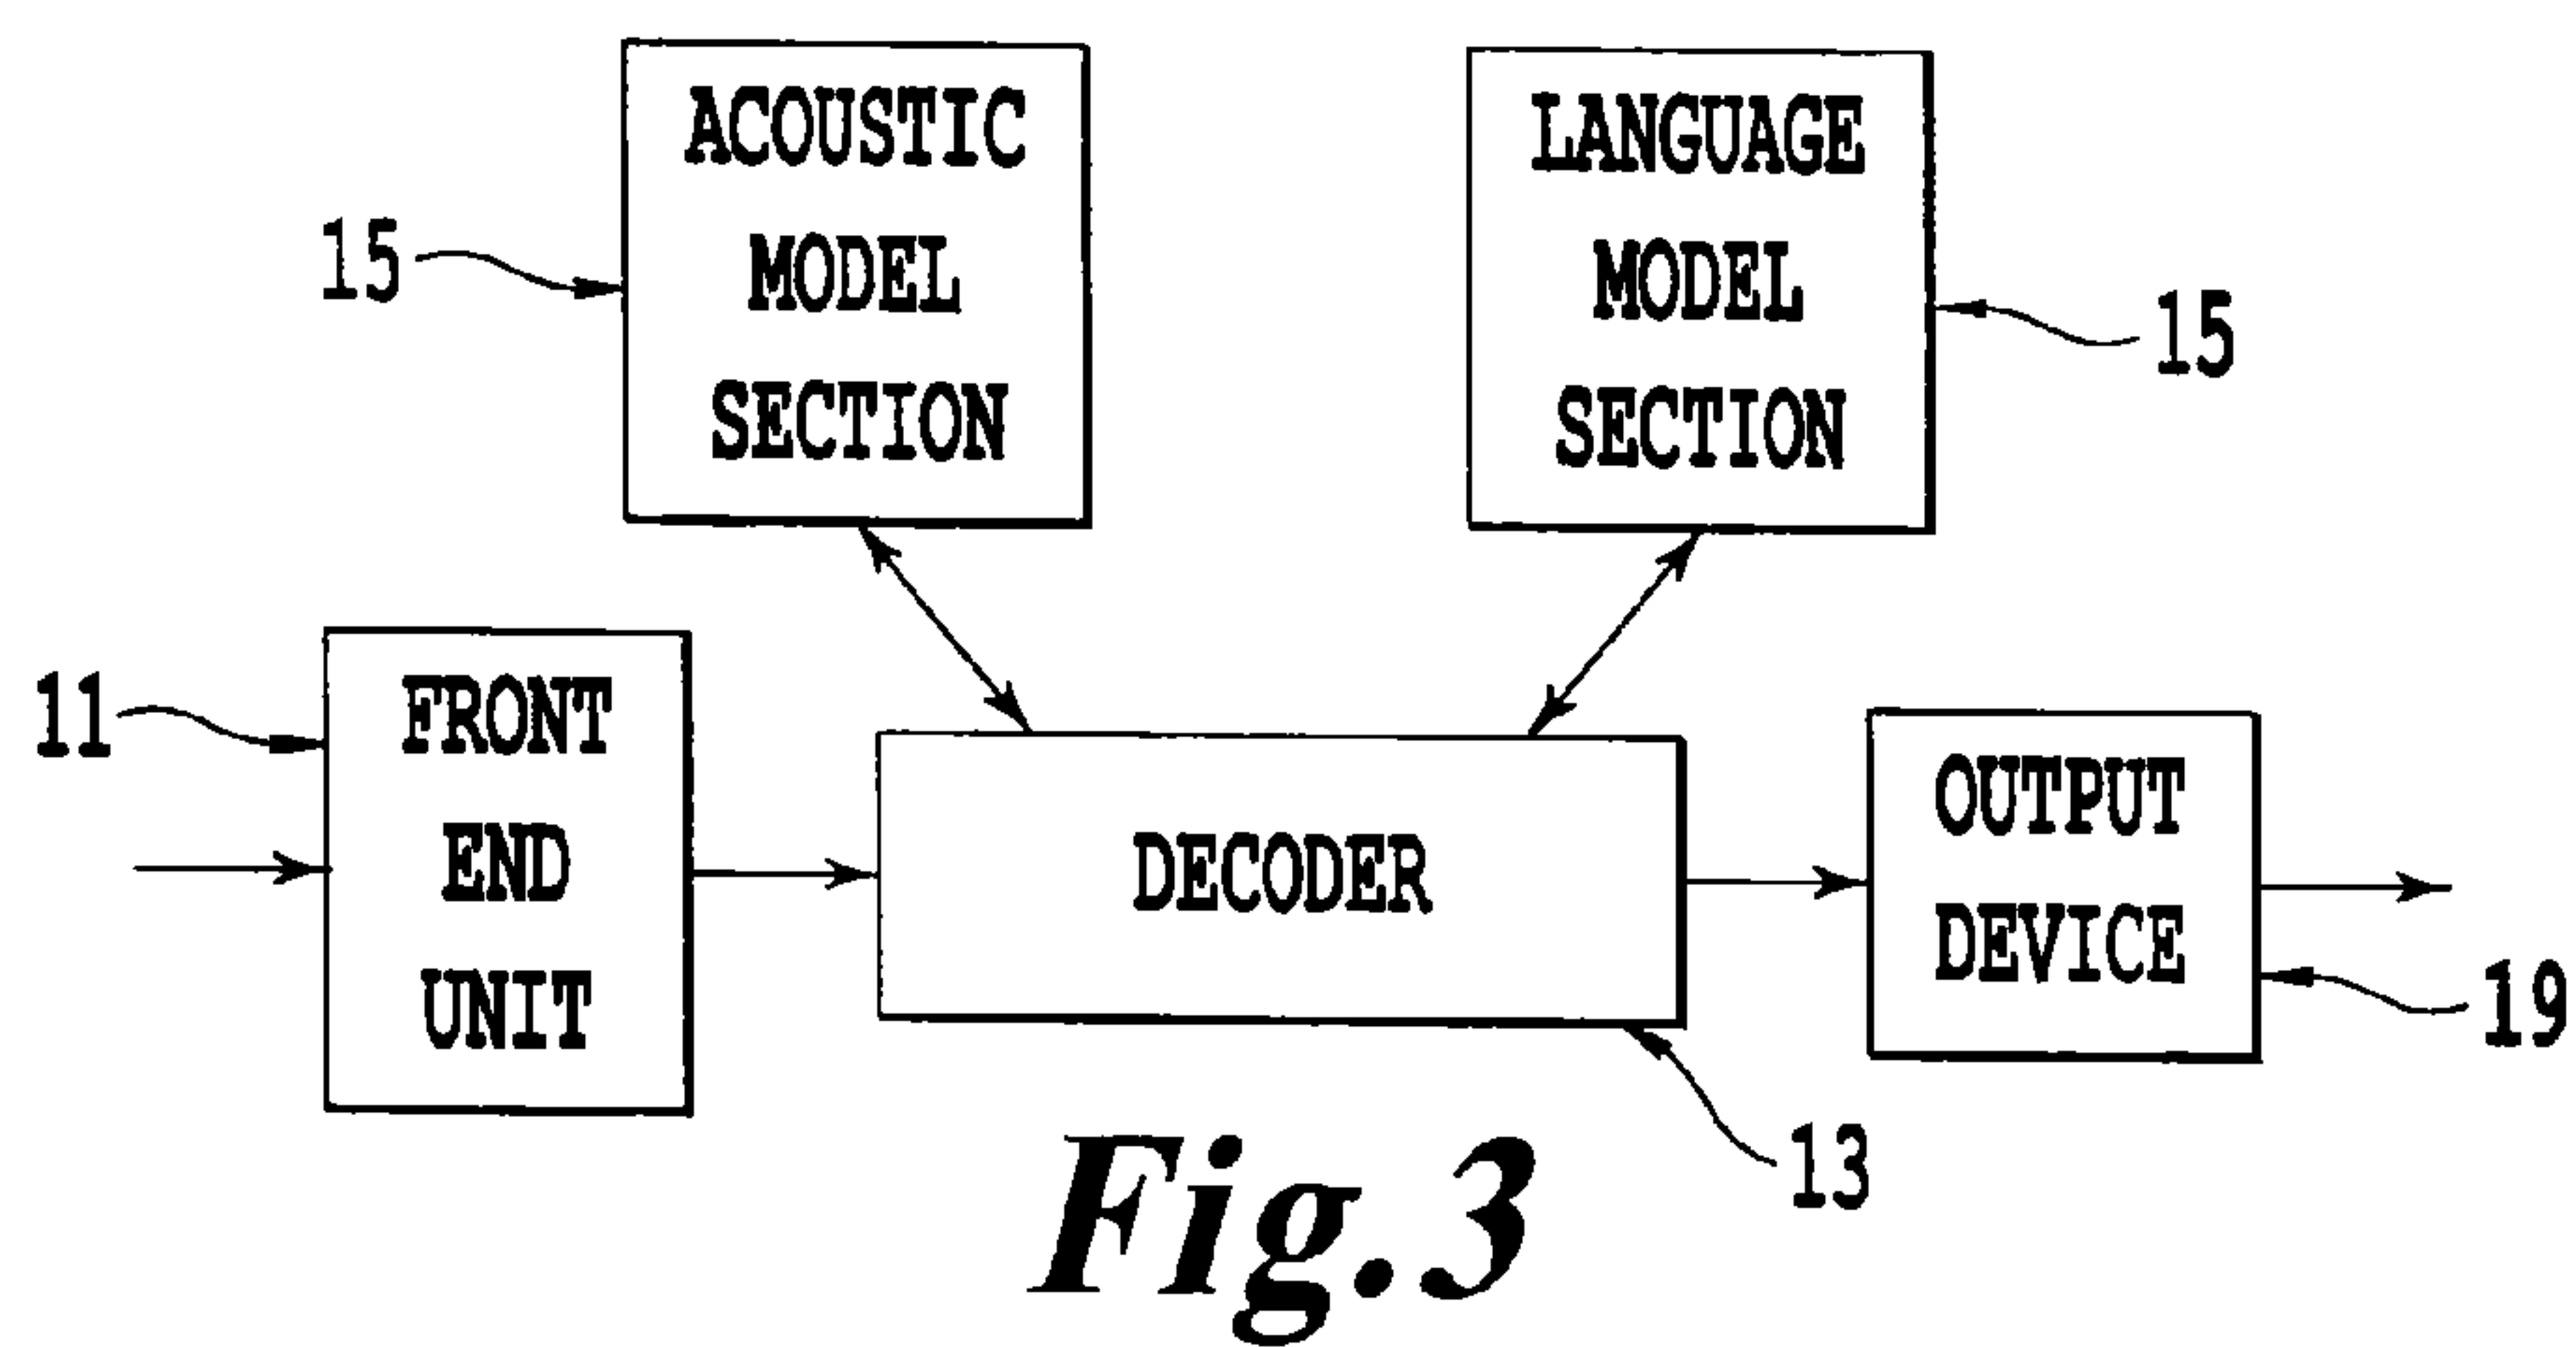 ACOUSTIC
MODEL
SECTION
15
LANGUAGE
MODEL
SECTION
15
11
FRONT
END
UNIT
DECODER
OUTPUT
DEVICE
19
13
Fig.3